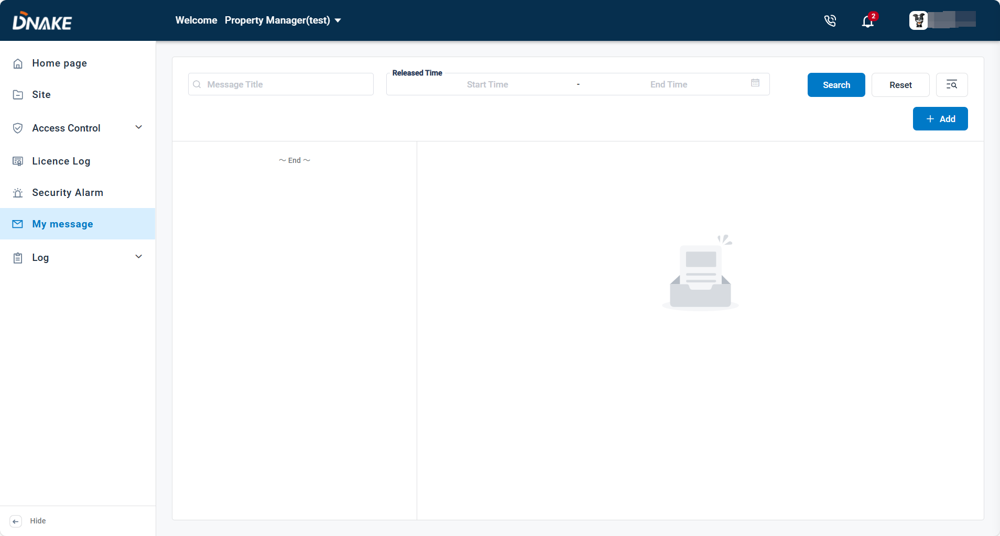 DNAKE
Welcome Property Manager(test)
2
Home page
Site
Access Control
Licence Log
Security Alarm
My message
Log
Hide
Message Title
Released Time
Start Time - End Time
Search
Reset
+ Add
～ End ～